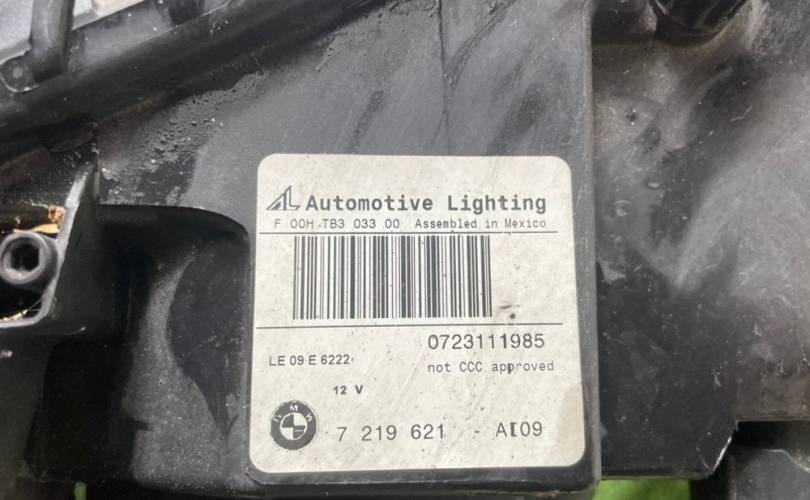 AL Automotive Lighting
F 00H TB3 033 00 Assembled in Mexico
0723111985
LE 09 E 6222
not CCC approved
12 V
BMW
7 219 621 - AI09